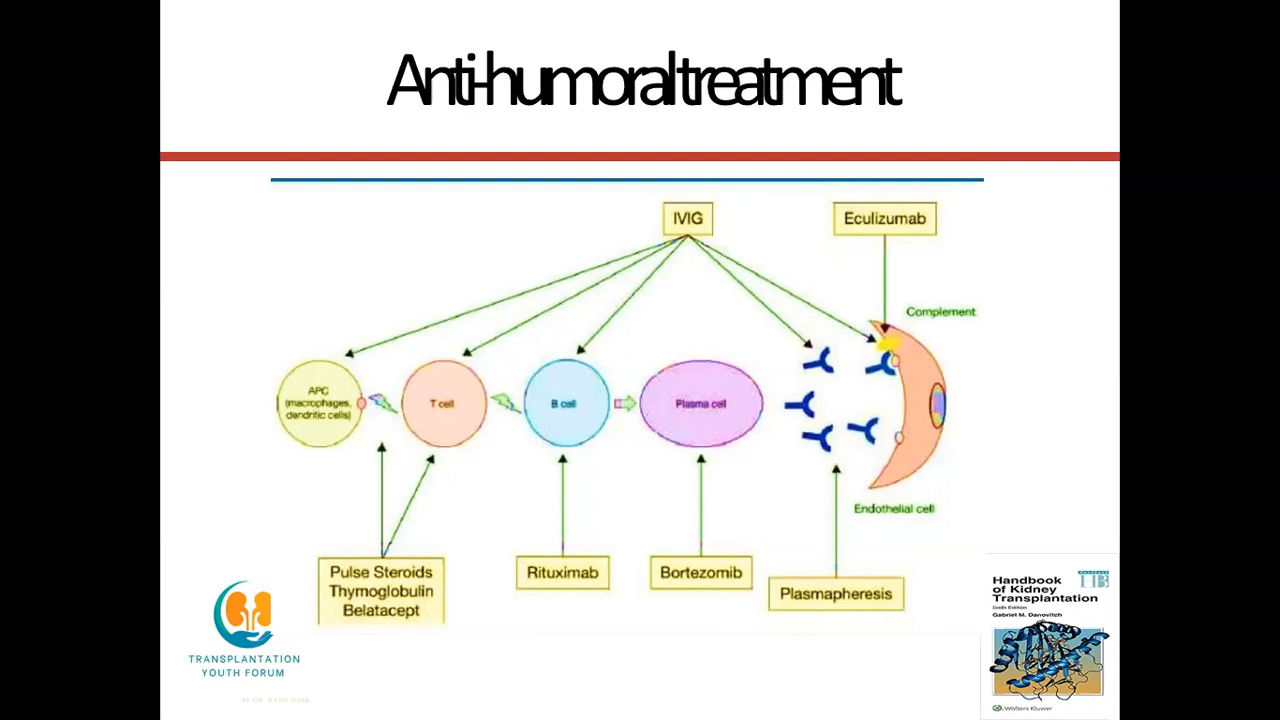 Anti-humoral treatment
IVIG
Eculizumab
Complement
APC
(macrophages,
dendritic cells)
T cell
B cell
Plasma cell
Endothelial cell
Pulse Steroids
Thymoglobulin
Belatacept
Rituximab
Bortezomib
Plasmapheresis
TRANSPLANTATION
YOUTH FORUM
Handbook
of Kidney
Transplantation
Sixth Edition
Gabriel M. Danovitch
Wolters Kluwer